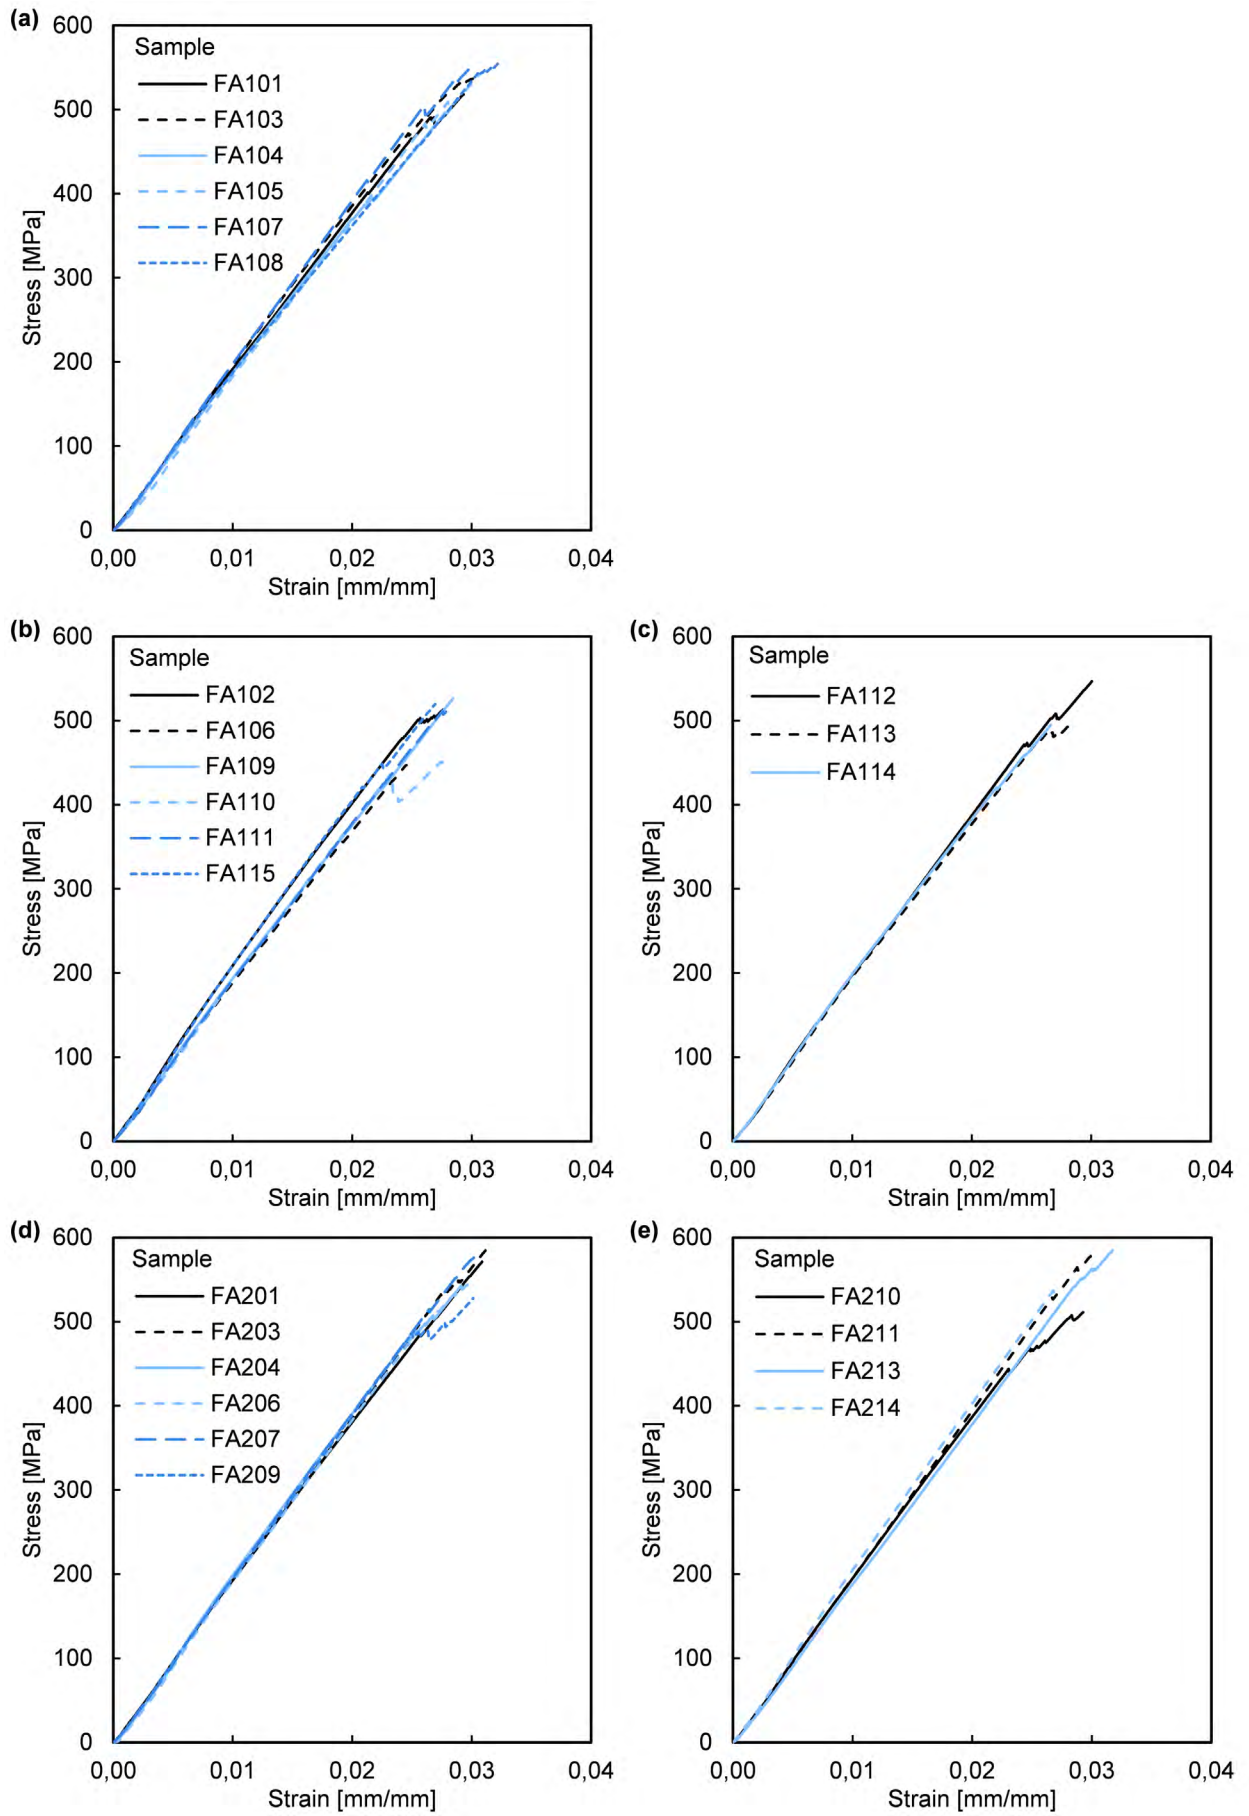 (a)
600
500
400
300
200
100
0
Stress [MPa]
Sample
FA101
FA103
FA104
FA105
FA107
FA108
0,00 0,01 0,02 0,03 0,04
Strain [mm/mm]
(b)
600
500
400
300
200
100
0
Stress [MPa]
Sample
FA102
FA106
FA109
FA110
FA111
FA115
0,00 0,01 0,02 0,03 0,04
Strain [mm/mm]
(c)
600
500
400
300
200
100
0
Stress [MPa]
Sample
FA112
FA113
FA114
0,00 0,01 0,02 0,03 0,04
Strain [mm/mm]
(d)
600
500
400
300
200
100
0
Stress [MPa]
Sample
FA201
FA203
FA204
FA206
FA207
FA209
0,00 0,01 0,02 0,03 0,04
Strain [mm/mm]
(e)
600
500
400
300
200
100
0
Stress [MPa]
Sample
FA210
FA211
FA213
FA214
0,00 0,01 0,02 0,03 0,04
Strain [mm/mm]